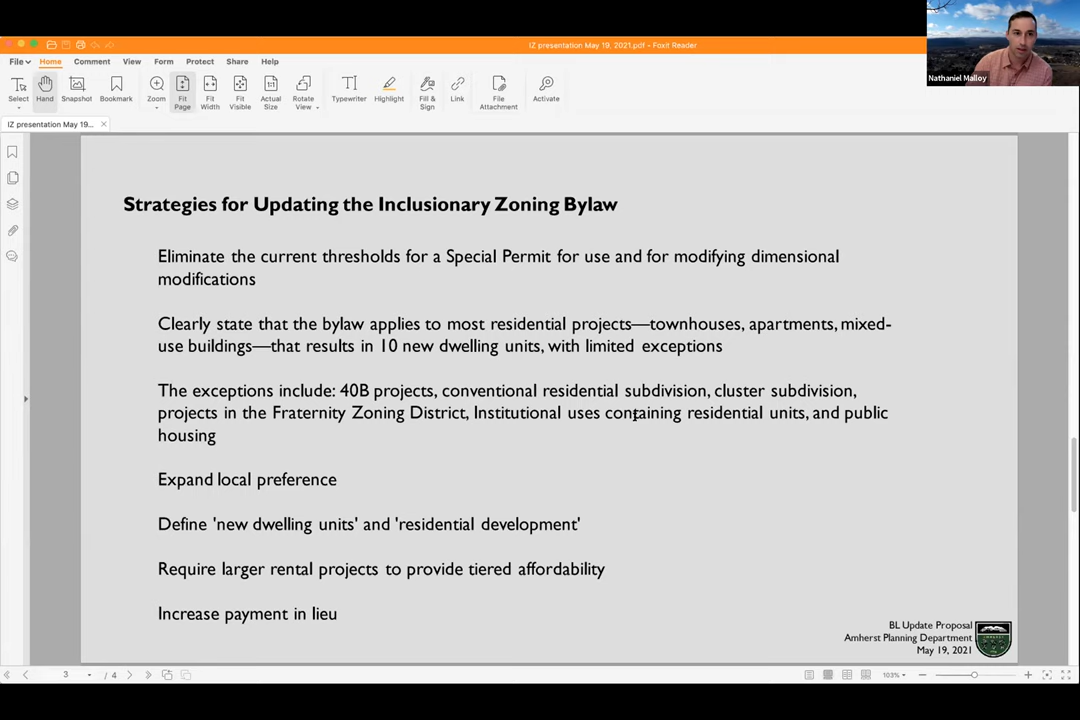 IZ presentation May 19, 2021.pdf - Foxit Reader
Nathaniel Malloy
File Home Comment View Form Protect Share Help
Select Hand Snapshot Bookmark Zoom Fit Page Fit Width Fit Visible Actual Size Rotate View Typewriter Highlight Fill & Sign Link File Attachment Activate
IZ presentation May 19...
Strategies for Updating the Inclusionary Zoning Bylaw
Eliminate the current thresholds for a Special Permit for use and for modifying dimensional
modifications
Clearly state that the bylaw applies to most residential projects—townhouses, apartments, mixed-
use buildings—that results in 10 new dwelling units, with limited exceptions
The exceptions include: 40B projects, conventional residential subdivision, cluster subdivision,
projects in the Fraternity Zoning District, Institutional uses containing residential units, and public
housing
Expand local preference
Define 'new dwelling units' and 'residential development'
Require larger rental projects to provide tiered affordability
Increase payment in lieu
BL Update Proposal
Amherst Planning Department
May 19, 2021
3 / 4
103%